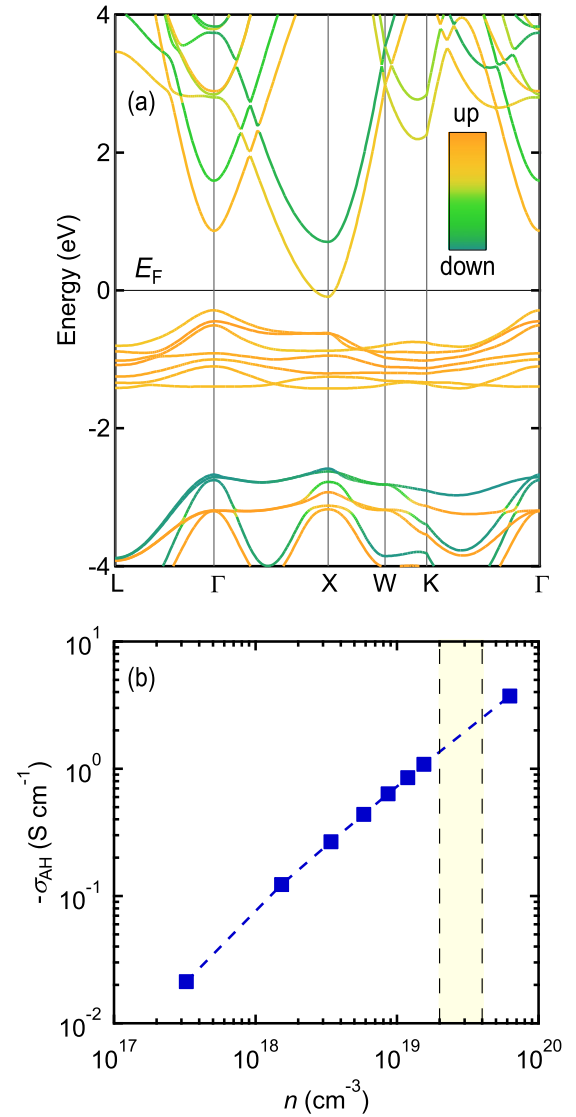 4
(a)
up
2
down
E_F
0
Energy (eV)
-2
-4
L Γ X W K Γ
10^1
(b)
10^0
-σ_AH (S cm^-1)
10^-1
10^-2
10^17 10^18 10^19 10^20
n (cm^-3)